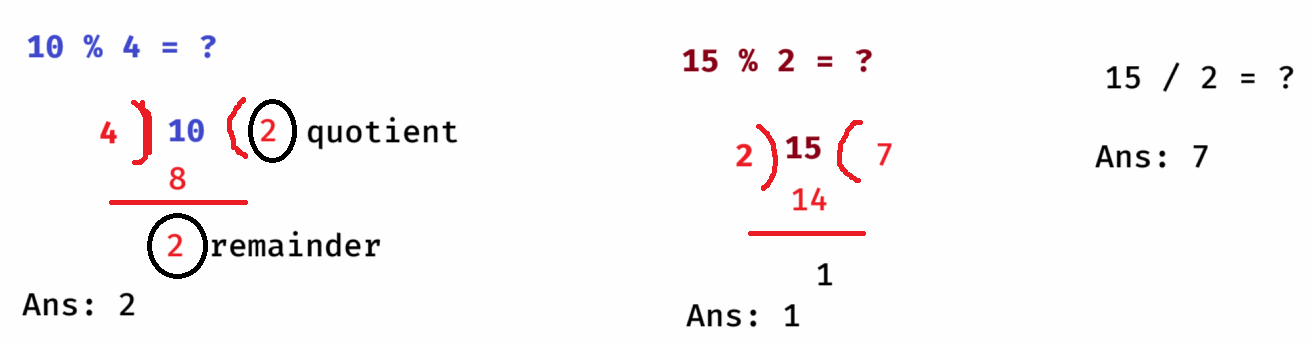 10 % 4 = ?
4 ) 10 ( 2 quotient
8
2 remainder
Ans: 2
15 % 2 = ?
2 ) 15 ( 7
14
1
Ans: 1
15 / 2 = ?
Ans: 7